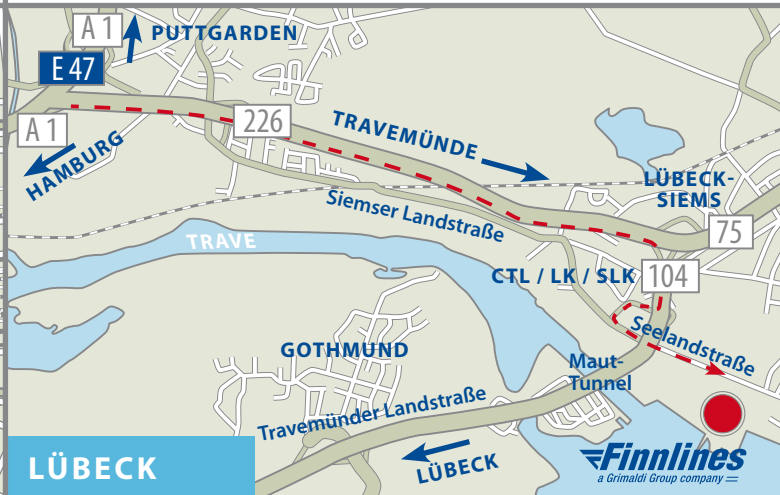 A 1
PUTTGARDEN
E 47
A 1
HAMBURG
226
TRAVEMÜNDE
LÜBECK-
SIEMS
Siemser Landstraße
75
TRAVE
CTL / LK / SLK
104
Seelandstraße
GOTHMUND
Maut-
Tunnel
Travemünder Landstraße
LÜBECK
LÜBECK
Finnlines
a Grimaldi Group company